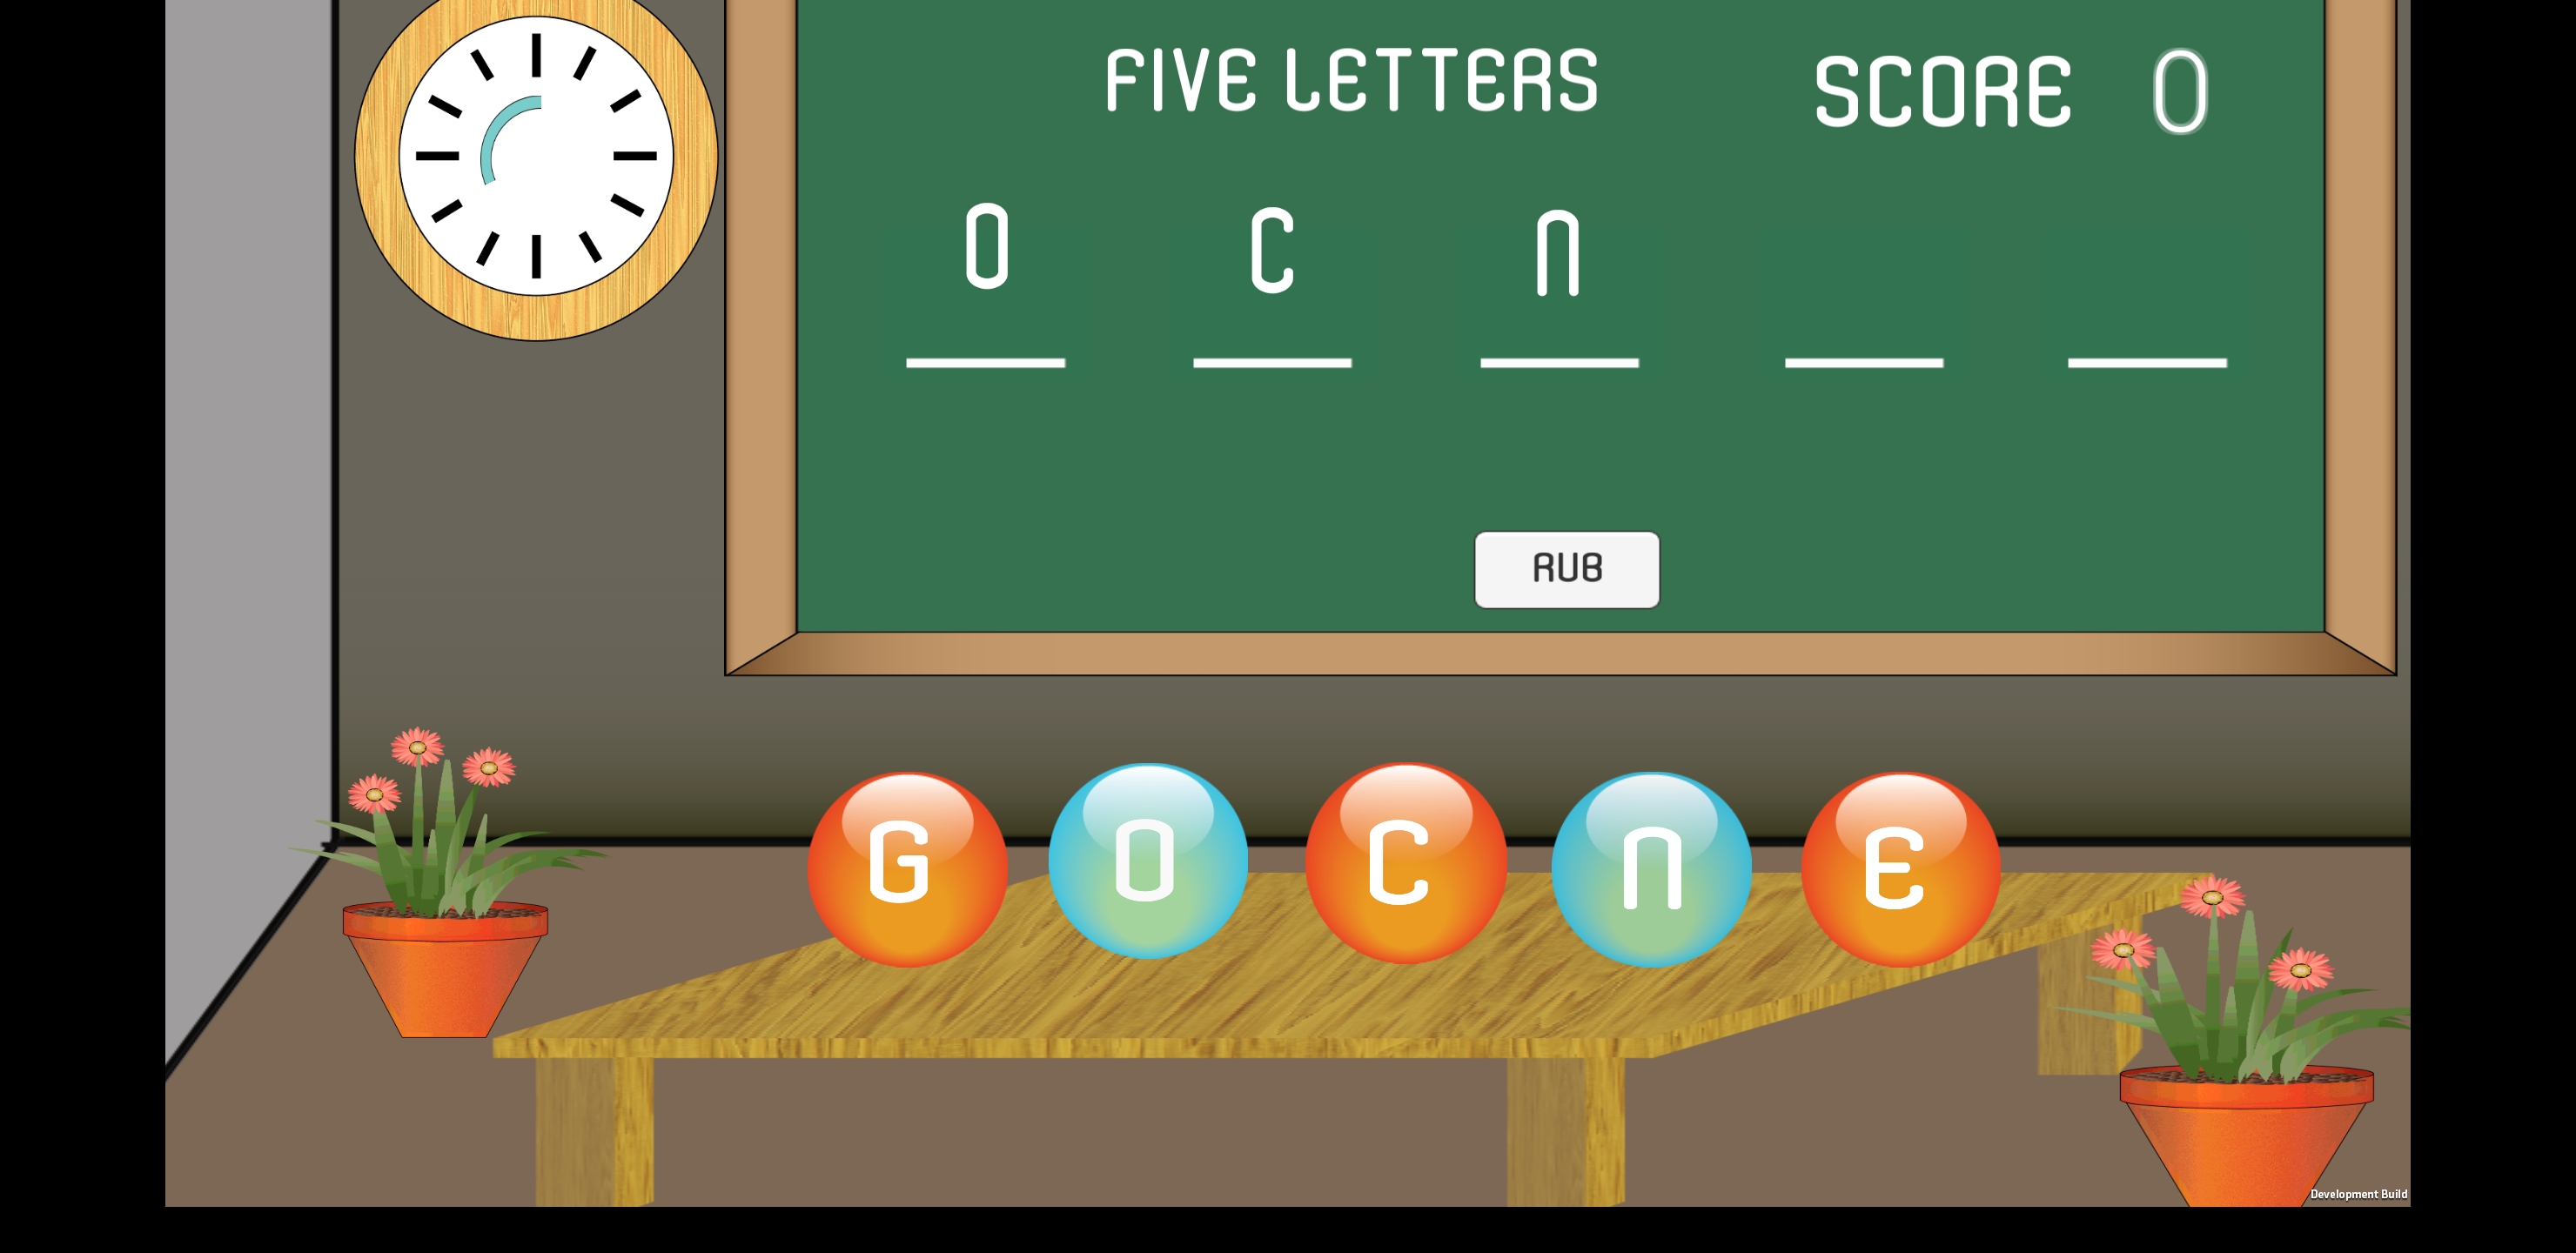 FIVE LETTERS
SCORE 0
O C N
RUB
G O C N E
Development Build